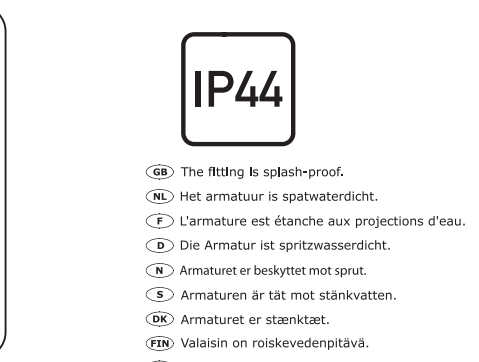 IP44
GB The fitting is splash-proof.
NL Het armatuur is spatwaterdicht.
F L'armature est étanche aux projections d'eau.
D Die Armatur ist spritzwasserdicht.
N Armaturet er beskyttet mot sprut.
S Armaturen är tät mot stänkvatten.
DK Armaturet er stænktæt.
FIN Valaisin on roiskevedenpitävä.